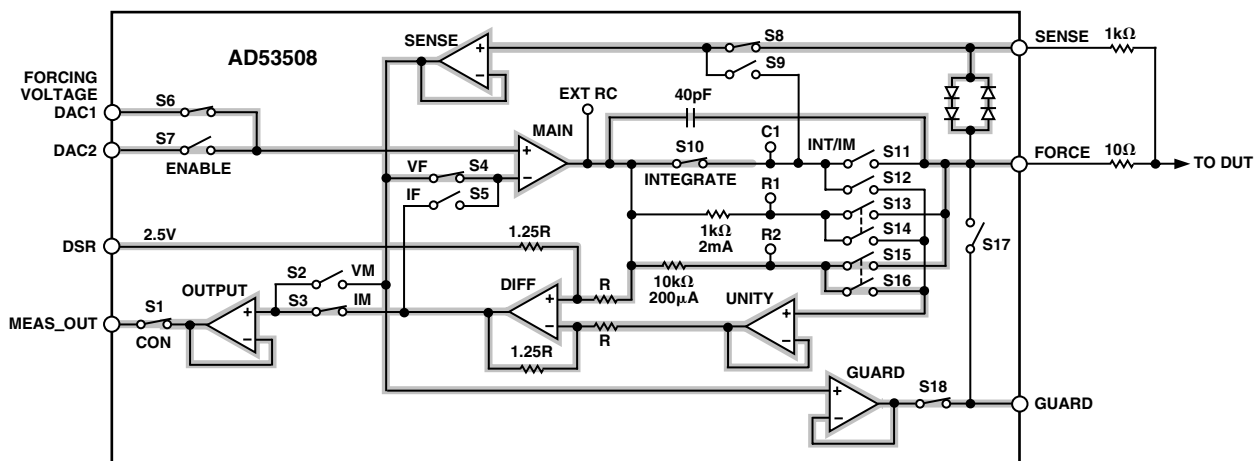 AD53508
SENSE
S8
S9
SENSE
1kΩ
FORCING
VOLTAGE
DAC1
S6
DAC2
S7
ENABLE
EXT RC
40pF
MAIN
S10
INTEGRATE
C1
INT/IM
S11
S12
FORCE
10Ω
TO DUT
VF
S4
IF
S5
R1
1kΩ
2mA
S13
S14
R2
10kΩ
200μA
S15
S16
S17
DSR
2.5V
1.25R
S2
VM
S3
IM
DIFF
R
UNITY
R
1.25R
OUTPUT
MEAS_OUT
S1
CON
GUARD
S18
GUARD
+
−
+
−
+
−
+
−
+
−
+
−